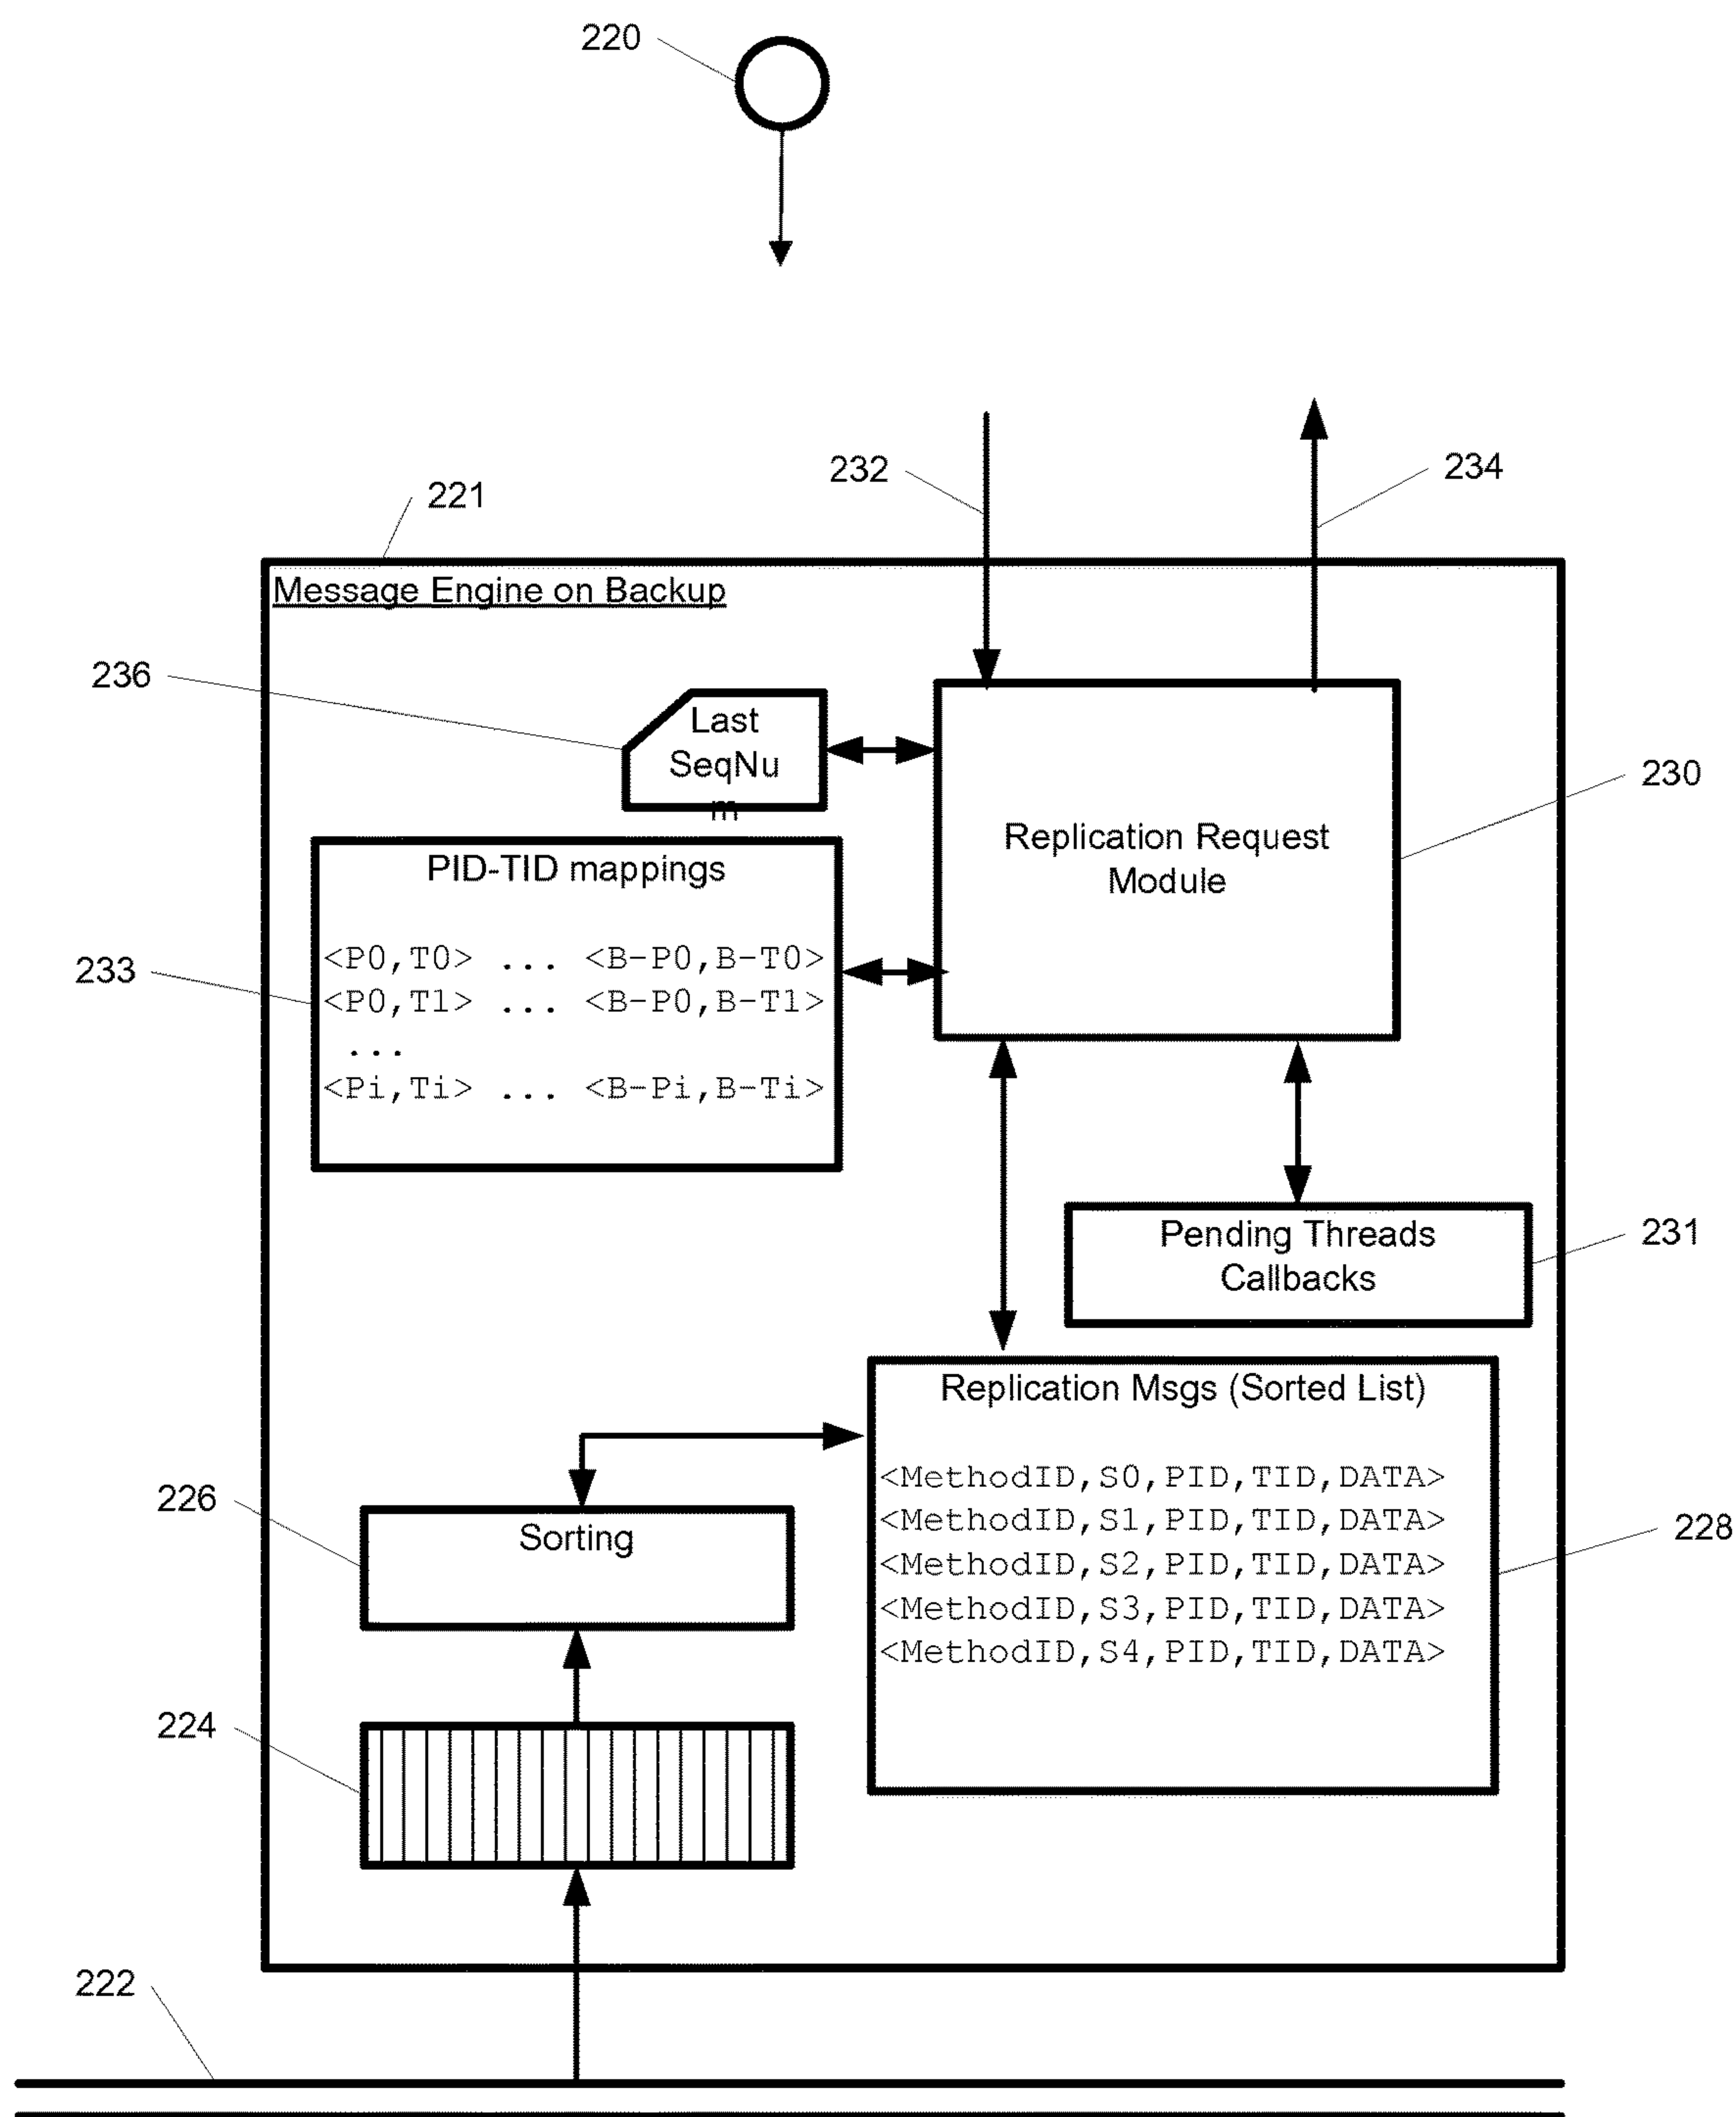 220
232
234
221
Message Engine on Backup
236
Last
SeqNu
m
230
Replication Request
Module
PID-TID mappings
233
<P0,T0> ... <B-P0,B-T0>
<P0,T1> ... <B-P0,B-T1>
...
<Pi,Ti> ... <B-Pi,B-Ti>
Pending Threads
Callbacks
231
Replication Msgs (Sorted List)
<MethodID,S0,PID,TID,DATA>
<MethodID,S1,PID,TID,DATA>
<MethodID,S2,PID,TID,DATA>
<MethodID,S3,PID,TID,DATA>
<MethodID,S4,PID,TID,DATA>
228
226
Sorting
224
222